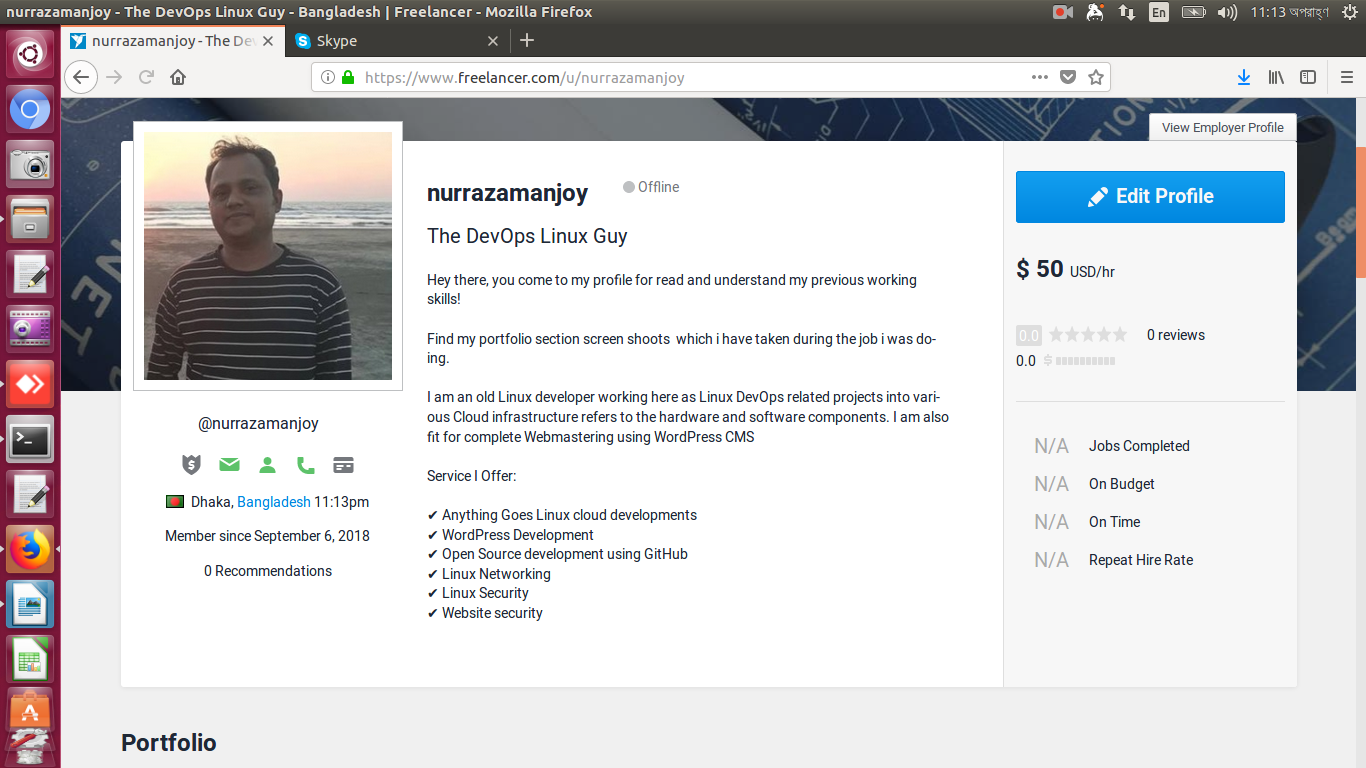 nurrazamanjoy - The DevOps Linux Guy - Bangladesh | Freelancer - Mozilla Firefox
En
11:13 অপরাহ্ণ
nurrazamanjoy - The De
Skype
https://www.freelancer.com/u/nurrazamanjoy
View Employer Profile
nurrazamanjoy
Offline
The DevOps Linux Guy
Hey there, you come to my profile for read and understand my previous working
skills!
Find my portfolio section screen shoots which i have taken during the job i was do-
ing.
I am an old Linux developer working here as Linux DevOps related projects into vari-
ous Cloud infrastructure refers to the hardware and software components. I am also
fit for complete Webmastering using WordPress CMS
Service I Offer:
✔ Anything Goes Linux cloud developments
✔ WordPress Development
✔ Open Source development using GitHub
✔ Linux Networking
✔ Linux Security
✔ Website security
@nurrazamanjoy
Dhaka, Bangladesh 11:13pm
Member since September 6, 2018
0 Recommendations
Edit Profile
$ 50 USD/hr
0.0
0 reviews
0.0 $
N/A Jobs Completed
N/A On Budget
N/A On Time
N/A Repeat Hire Rate
Portfolio